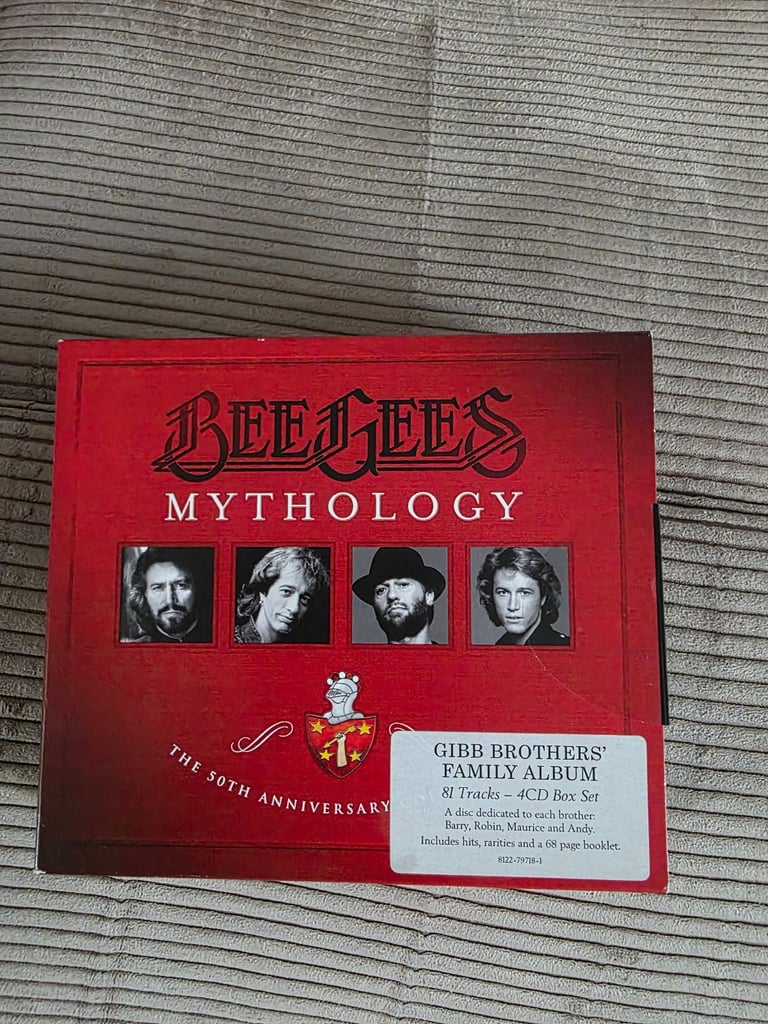 BEE GEES
MYTHOLOGY
THE 50TH ANNIVERSARY
GIBB BROTHERS'
FAMILY ALBUM
81 Tracks – 4CD Box Set
A disc dedicated to each brother:
Barry, Robin, Maurice and Andy.
Includes hits, rarities and a 68 page booklet.
8122-79718-1